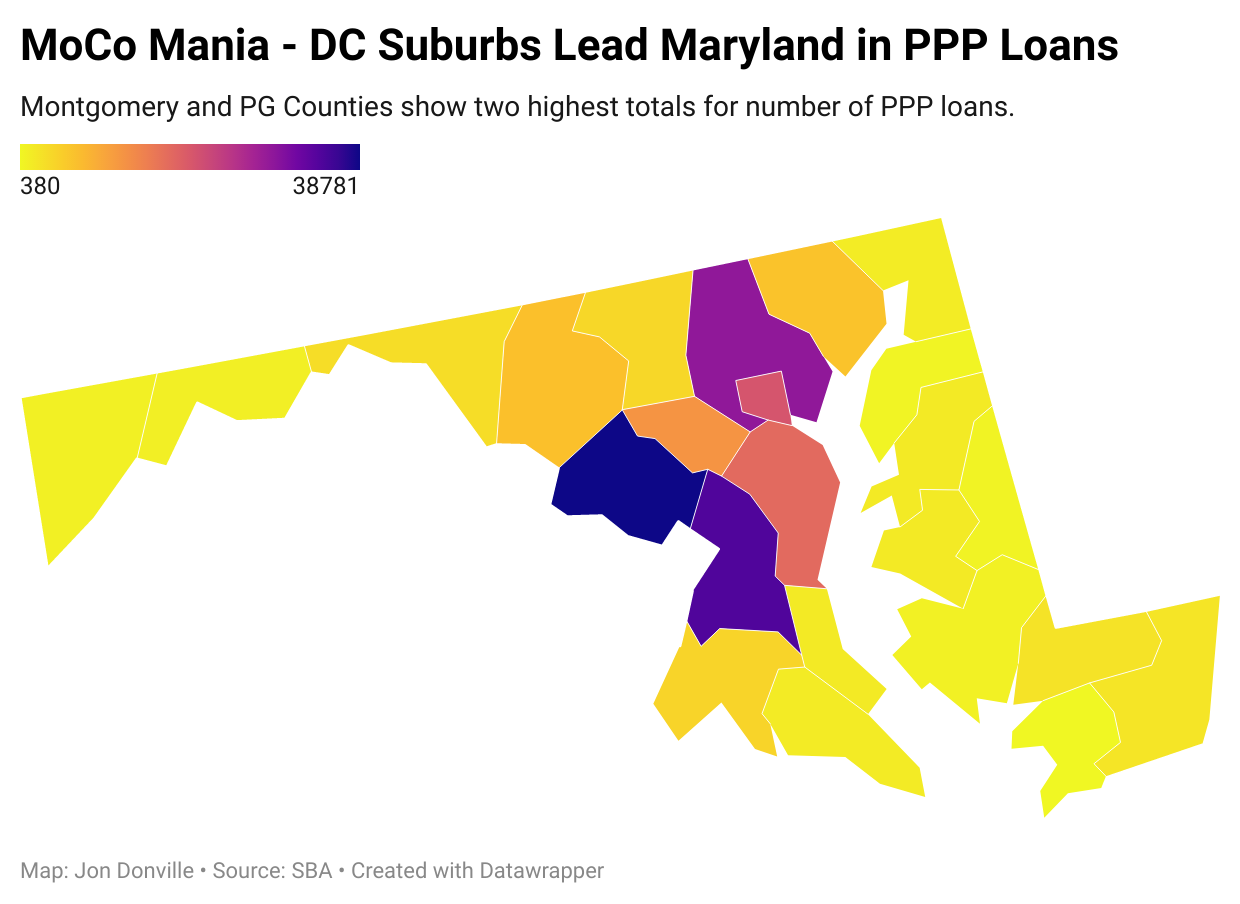 MoCo Mania - DC Suburbs Lead Maryland in PPP Loans
Montgomery and PG Counties show two highest totals for number of PPP loans.
380 38781
Map: Jon Donville • Source: SBA • Created with Datawrapper